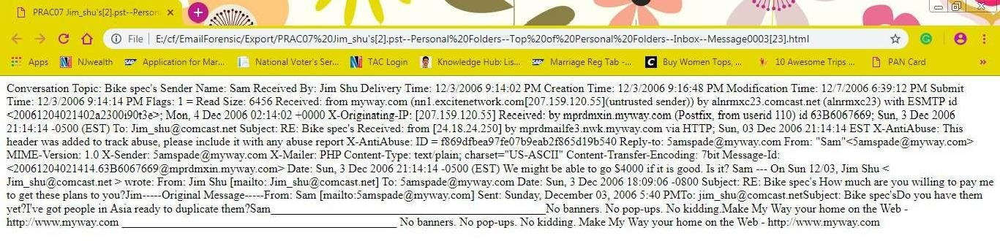 PRAC07 Jim_shu's[2].pst--Person
File | E:/cf/EmailForensic/Export/PRAC07%20Jim_shu's[2].pst--Personal%20Folders--Top%20of%20Personal%20Folders--Inbox--Message0003[23].html
Apps NJwealth Application for Mar... National Voter's Ser... TAC Login Knowledge Hub: Lis... Marriage Reg Tab -... Buy Women Tops, ... 10 Awesome Trips ... PAN Card »
Conversation Topic: Bike spec's Sender Name: Sam Received By: Jim Shu Delivery Time: 12/3/2006 9:14:02 PM Creation Time: 12/3/2006 9:16:48 PM Modification Time: 12/7/2006 6:39:12 PM Submit
Time: 12/3/2006 9:14:14 PM Flags: 1 = Read Size: 6456 Received: from myway.com (nn1.excitenetwork.com[207.159.120.55](untrusted sender)) by alnrmxc23.comcast.net (alnrmxc23) with ESMTP id
<20061204021402a2300i90t3e>; Mon, 4 Dec 2006 02:14:02 +0000 X-Originating-IP: [207.159.120.55] Received: by mprdmxin.myway.com (Postfix, from userid 110) id 63B6067669; Sun, 3 Dec 2006
21:14:14 -0500 (EST) To: Jim_shu@comcast.net Subject: RE: Bike spec's Received: from [24.18.24.250] by mprdmailfe3.nwk.myway.com via HTTP; Sun, 03 Dec 2006 21:14:14 EST X-AntiAbuse: This
header was added to track abuse, please include it with any abuse report X-AntiAbuse: ID = f869dfbea97fe07b9eab2f865d19b540 Reply-to: 5amspade@myway.com From: "Sam"<5amspade@myway.com>
MIME-Version: 1.0 X-Sender: 5amspade@myway.com X-Mailer: PHP Content-Type: text/plain; charset="US-ASCII" Content-Transfer-Encoding: 7bit Message-Id:
<20061204021414.63B6067669@mprdmxin.myway.com> Date: Sun, 3 Dec 2006 21:14:14 -0500 (EST) We might be able to go $4000 if it is good. Is it? Sam --- On Sun 12/03, Jim Shu <
Jim_shu@comcast.net > wrote: From: Jim Shu [mailto: Jim_shu@comcast.net] To: 5amspade@myway.com Date: Sun, 3 Dec 2006 18:09:06 -0800 Subject: RE: Bike spec's How much are you willing to pay me
to get these plans to you?Jim-----Original Message-----From: Sam [mailto:5amspade@myway.com] Sent: Sunday, December 03, 2006 5:40 PMTo: jim_shu@comcast.netSubject: Bike spec'sDo you have them
yet?I've got people in Asia ready to duplicate them?Sam_______________________________________________No banners. No pop-ups. No kidding.Make My Way your home on the Web -
http://www.myway.com _______________________________________________ No banners. No pop-ups. No kidding. Make My Way your home on the Web - http://www.myway.com